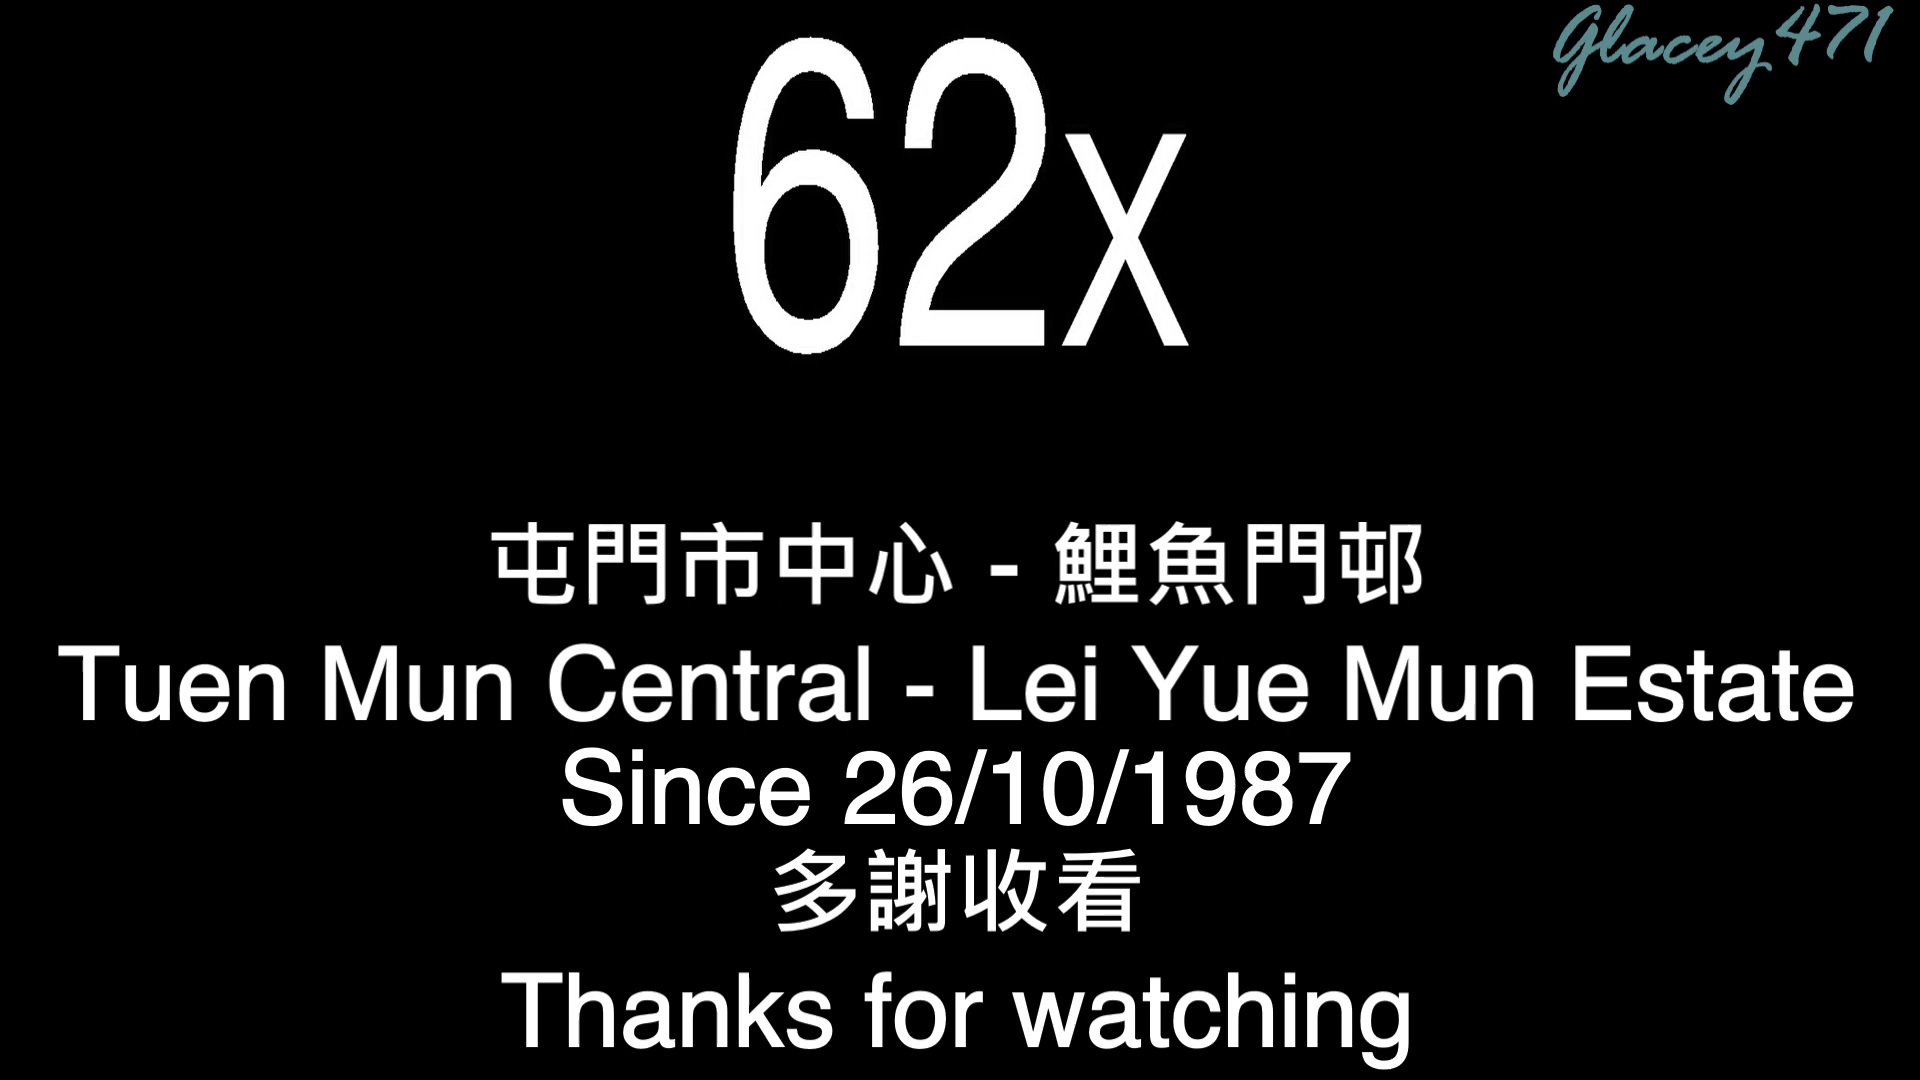 Glacey471
62x
屯門市中心 - 鯉魚門邨
Tuen Mun Central - Lei Yue Mun Estate
Since 26/10/1987
多謝收看
Thanks for watching